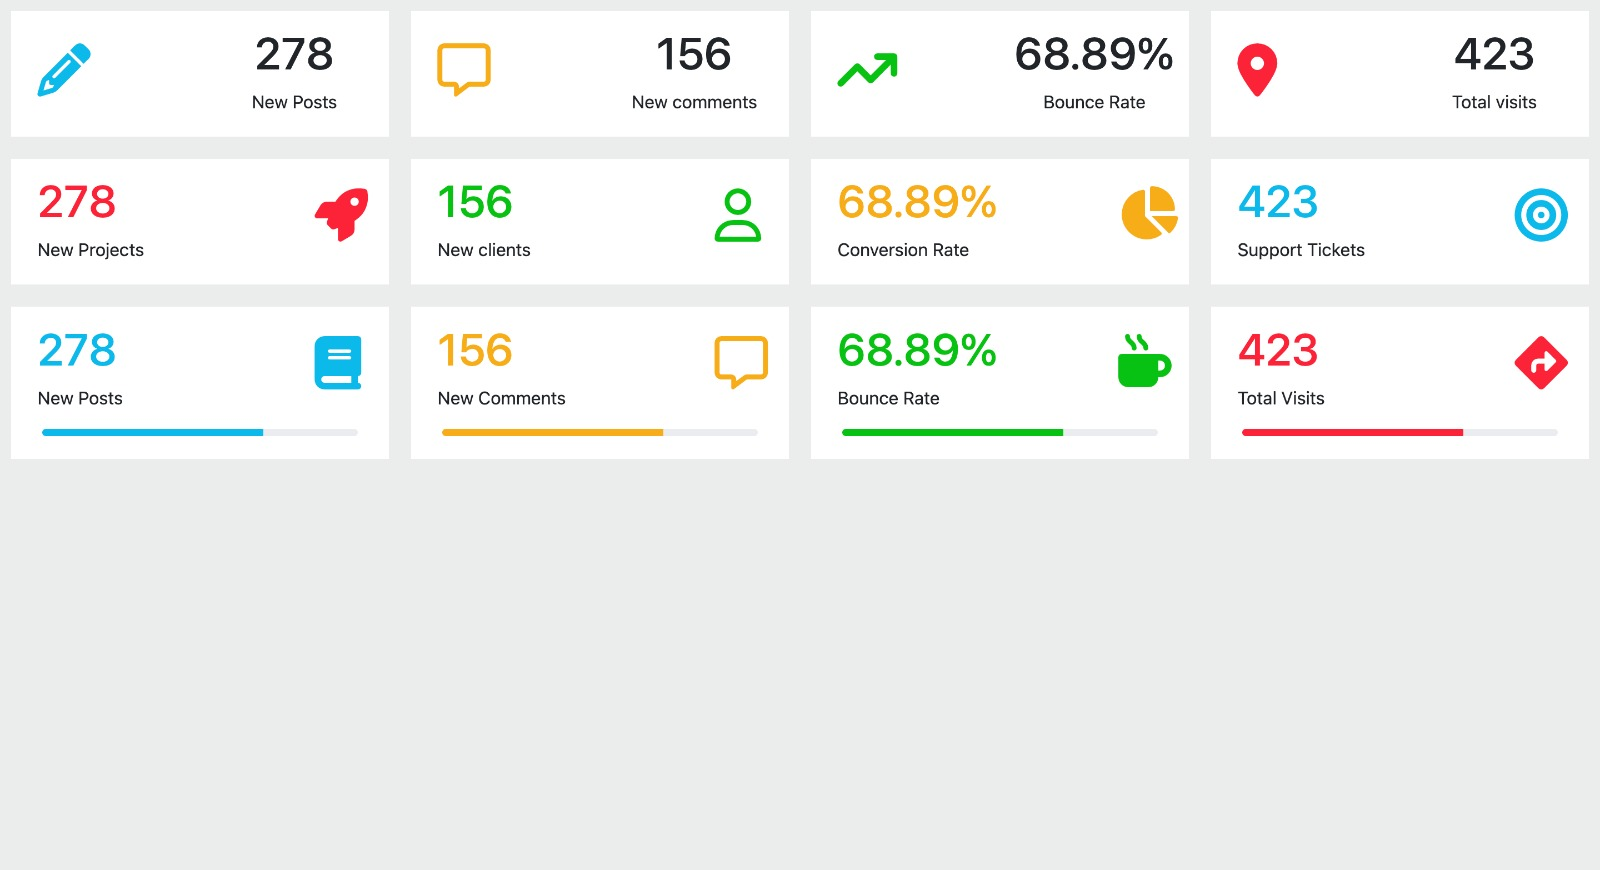 278
New Posts
156
New comments
68.89%
Bounce Rate
423
Total visits
278
New Projects
156
New clients
68.89%
Conversion Rate
423
Support Tickets
278
New Posts
156
New Comments
68.89%
Bounce Rate
423
Total Visits